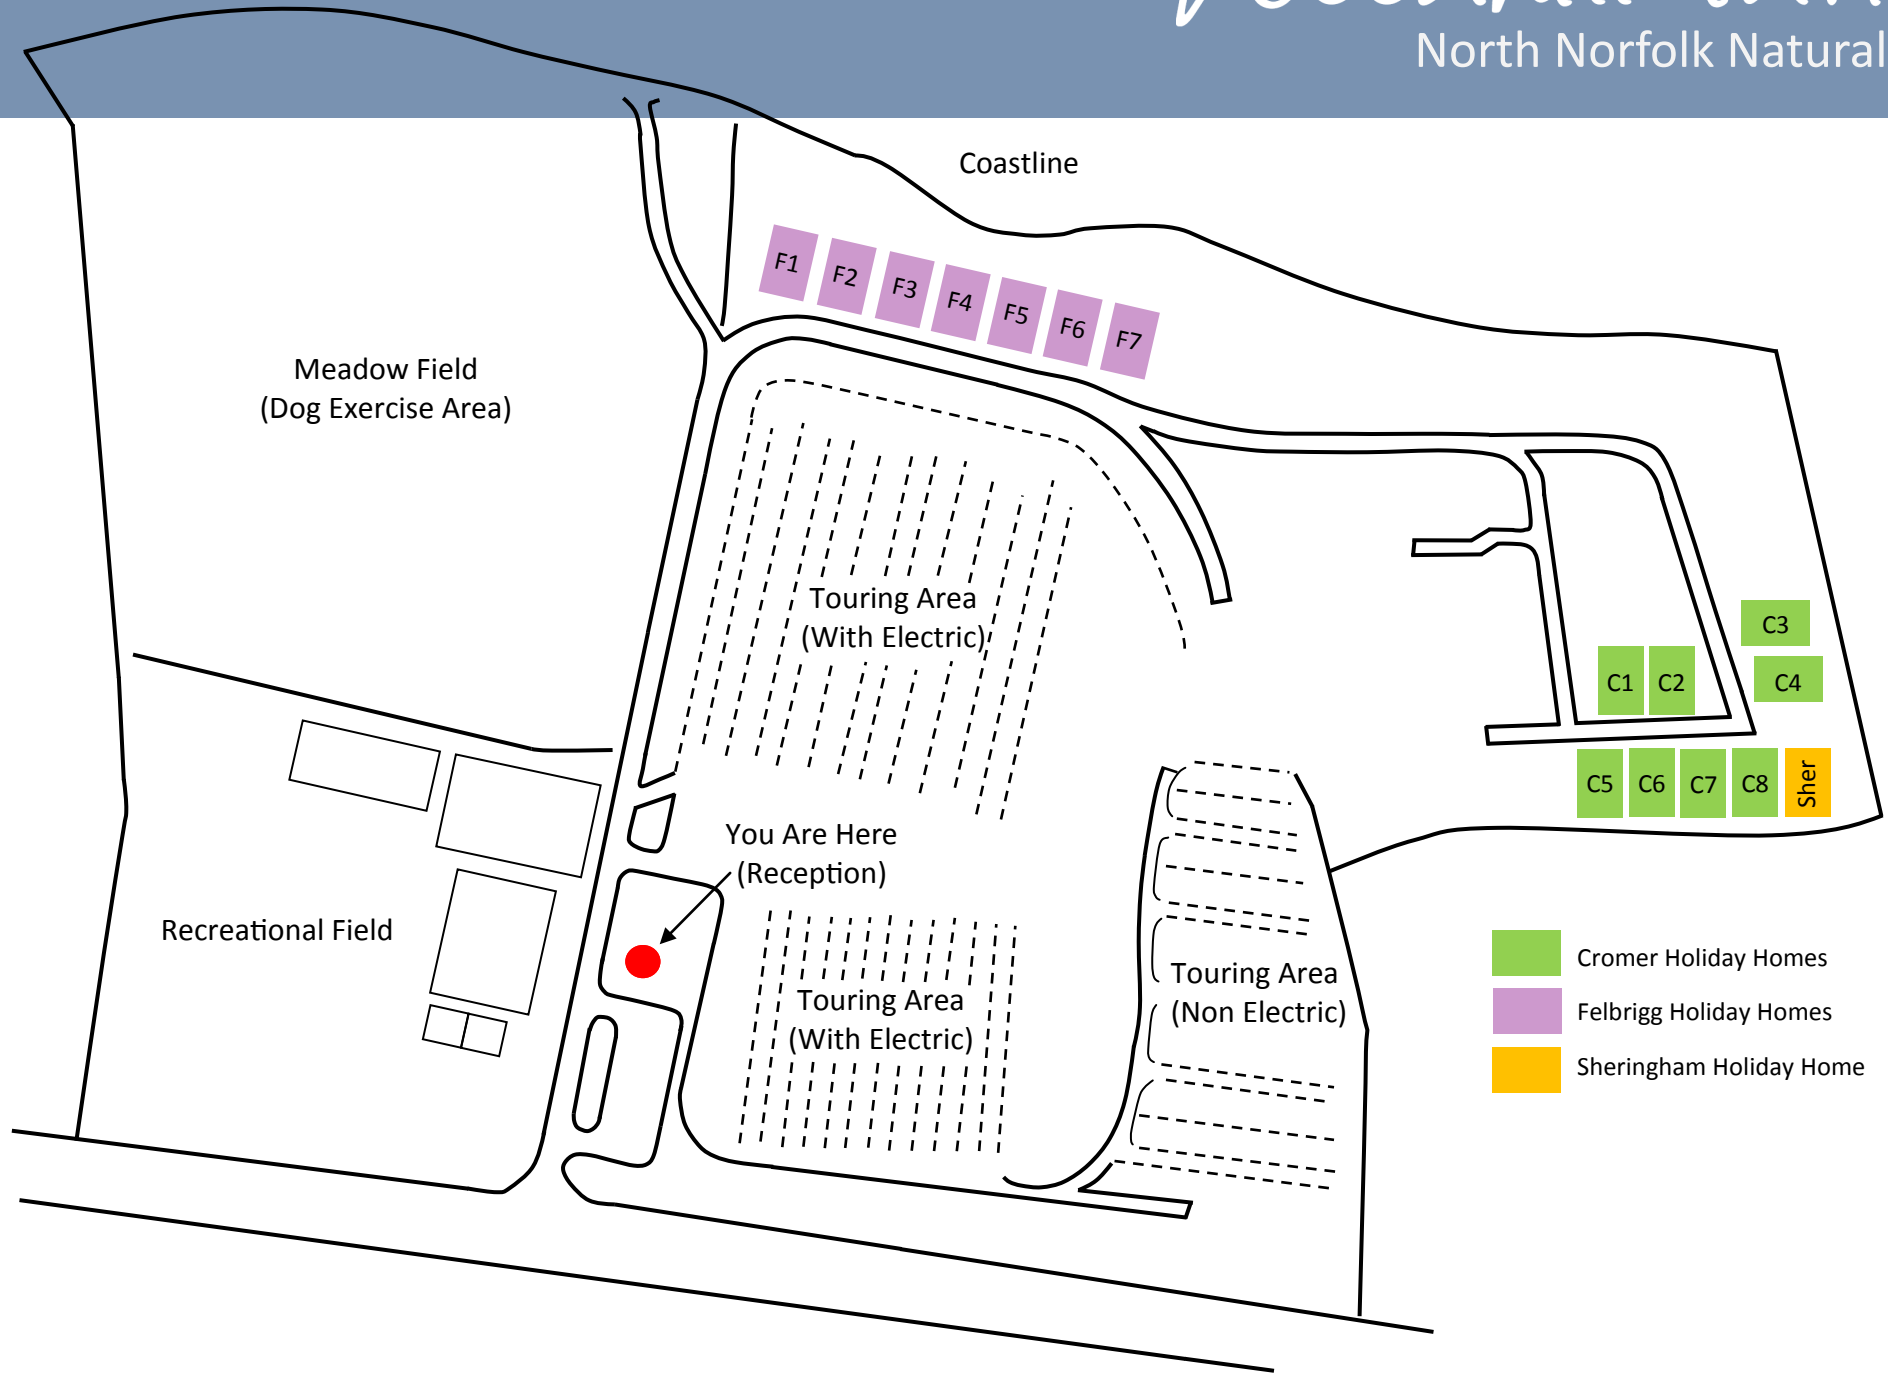 North Norfolk Natural
Coastline
F1
F2
F3
F4
F5
F6
F7
Meadow Field
(Dog Exercise Area)
Touring Area
(With Electric)
C3
C1
C2
C4
C5
C6
C7
C8
Sher
You Are Here
(Reception)
Recreational Field
Touring Area
(With Electric)
Touring Area
(Non Electric)
Cromer Holiday Homes
Felbrigg Holiday Homes
Sheringham Holiday Home